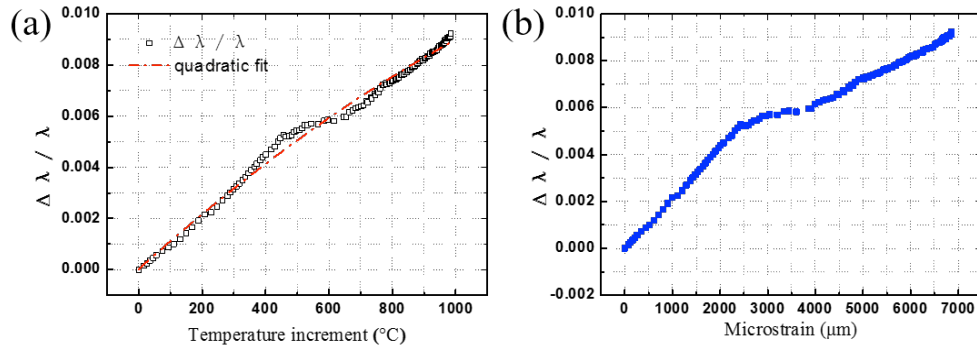 (a)
0.010
0.008
0.006
0.004
0.002
0.000
Δ λ / λ
Δ λ / λ
quadratic fit
0 200 400 600 800 1000
Temperature increment (°C)
(b)
0.010
0.008
0.006
0.004
0.002
0.000
-0.002
Δ λ / λ
0 1000 2000 3000 4000 5000 6000 7000
Microstrain (μm)